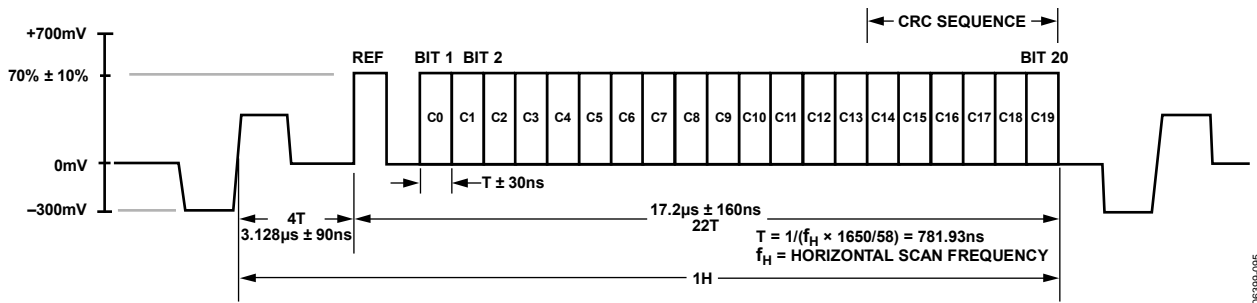 +700mV
CRC SEQUENCE
REF
BIT 1
BIT 2
BIT 20
70% ± 10%
C0
C1
C2
C3
C4
C5
C6
C7
C8
C9
C10
C11
C12
C13
C14
C15
C16
C17
C18
C19
0mV
T ± 30ns
–300mV
4T
3.128µs ± 90ns
17.2µs ± 160ns
22T
T = 1/(fH × 1650/58) = 781.93ns
fH = HORIZONTAL SCAN FREQUENCY
1H
06399-095